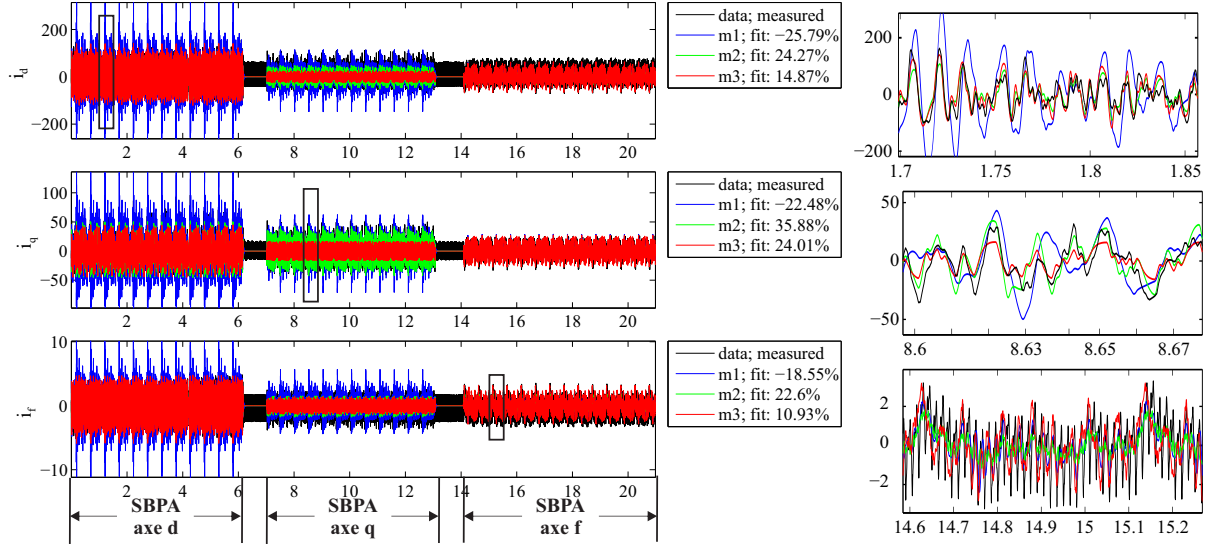 i_d
200
0
−200
2 4 6 8 10 12 14 16 18 20
data; measured
m1; fit: −25.79%
m2; fit: 24.27%
m3; fit: 14.87%
200
0
−200
1.7 1.75 1.8 1.85
i_q
100
50
0
−50
2 4 6 8 10 12 14 16 18 20
data; measured
m1; fit: −22.48%
m2; fit: 35.88%
m3; fit: 24.01%
50
0
−50
8.6 8.63 8.65 8.67
i_f
10
0
−10
2 4 6 8 10 12 14 16 18 20
data; measured
m1; fit: −18.55%
m2; fit: 22.6%
m3; fit: 10.93%
2
0
−2
14.6 14.7 14.8 14.9 15 15.1 15.2
SBPA
axe d
SBPA
axe q
SBPA
axe f